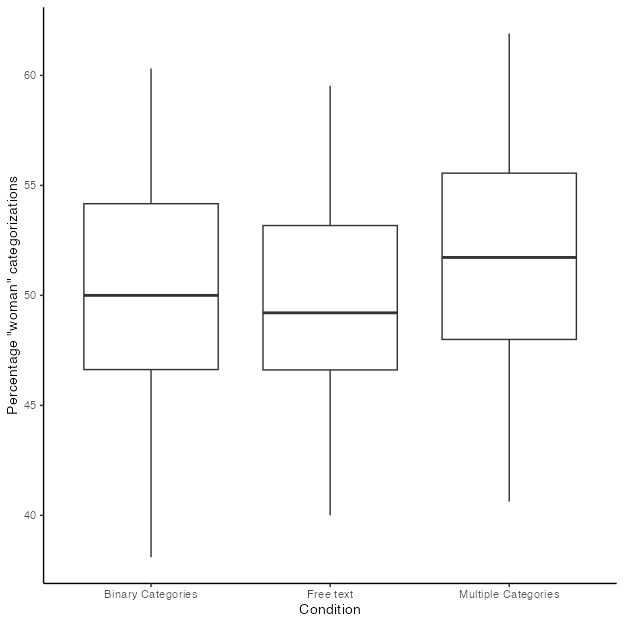 Percentage "woman" categorizations
60
55
50
45
40
Binary Categories
Free text
Multiple Categories
Condition